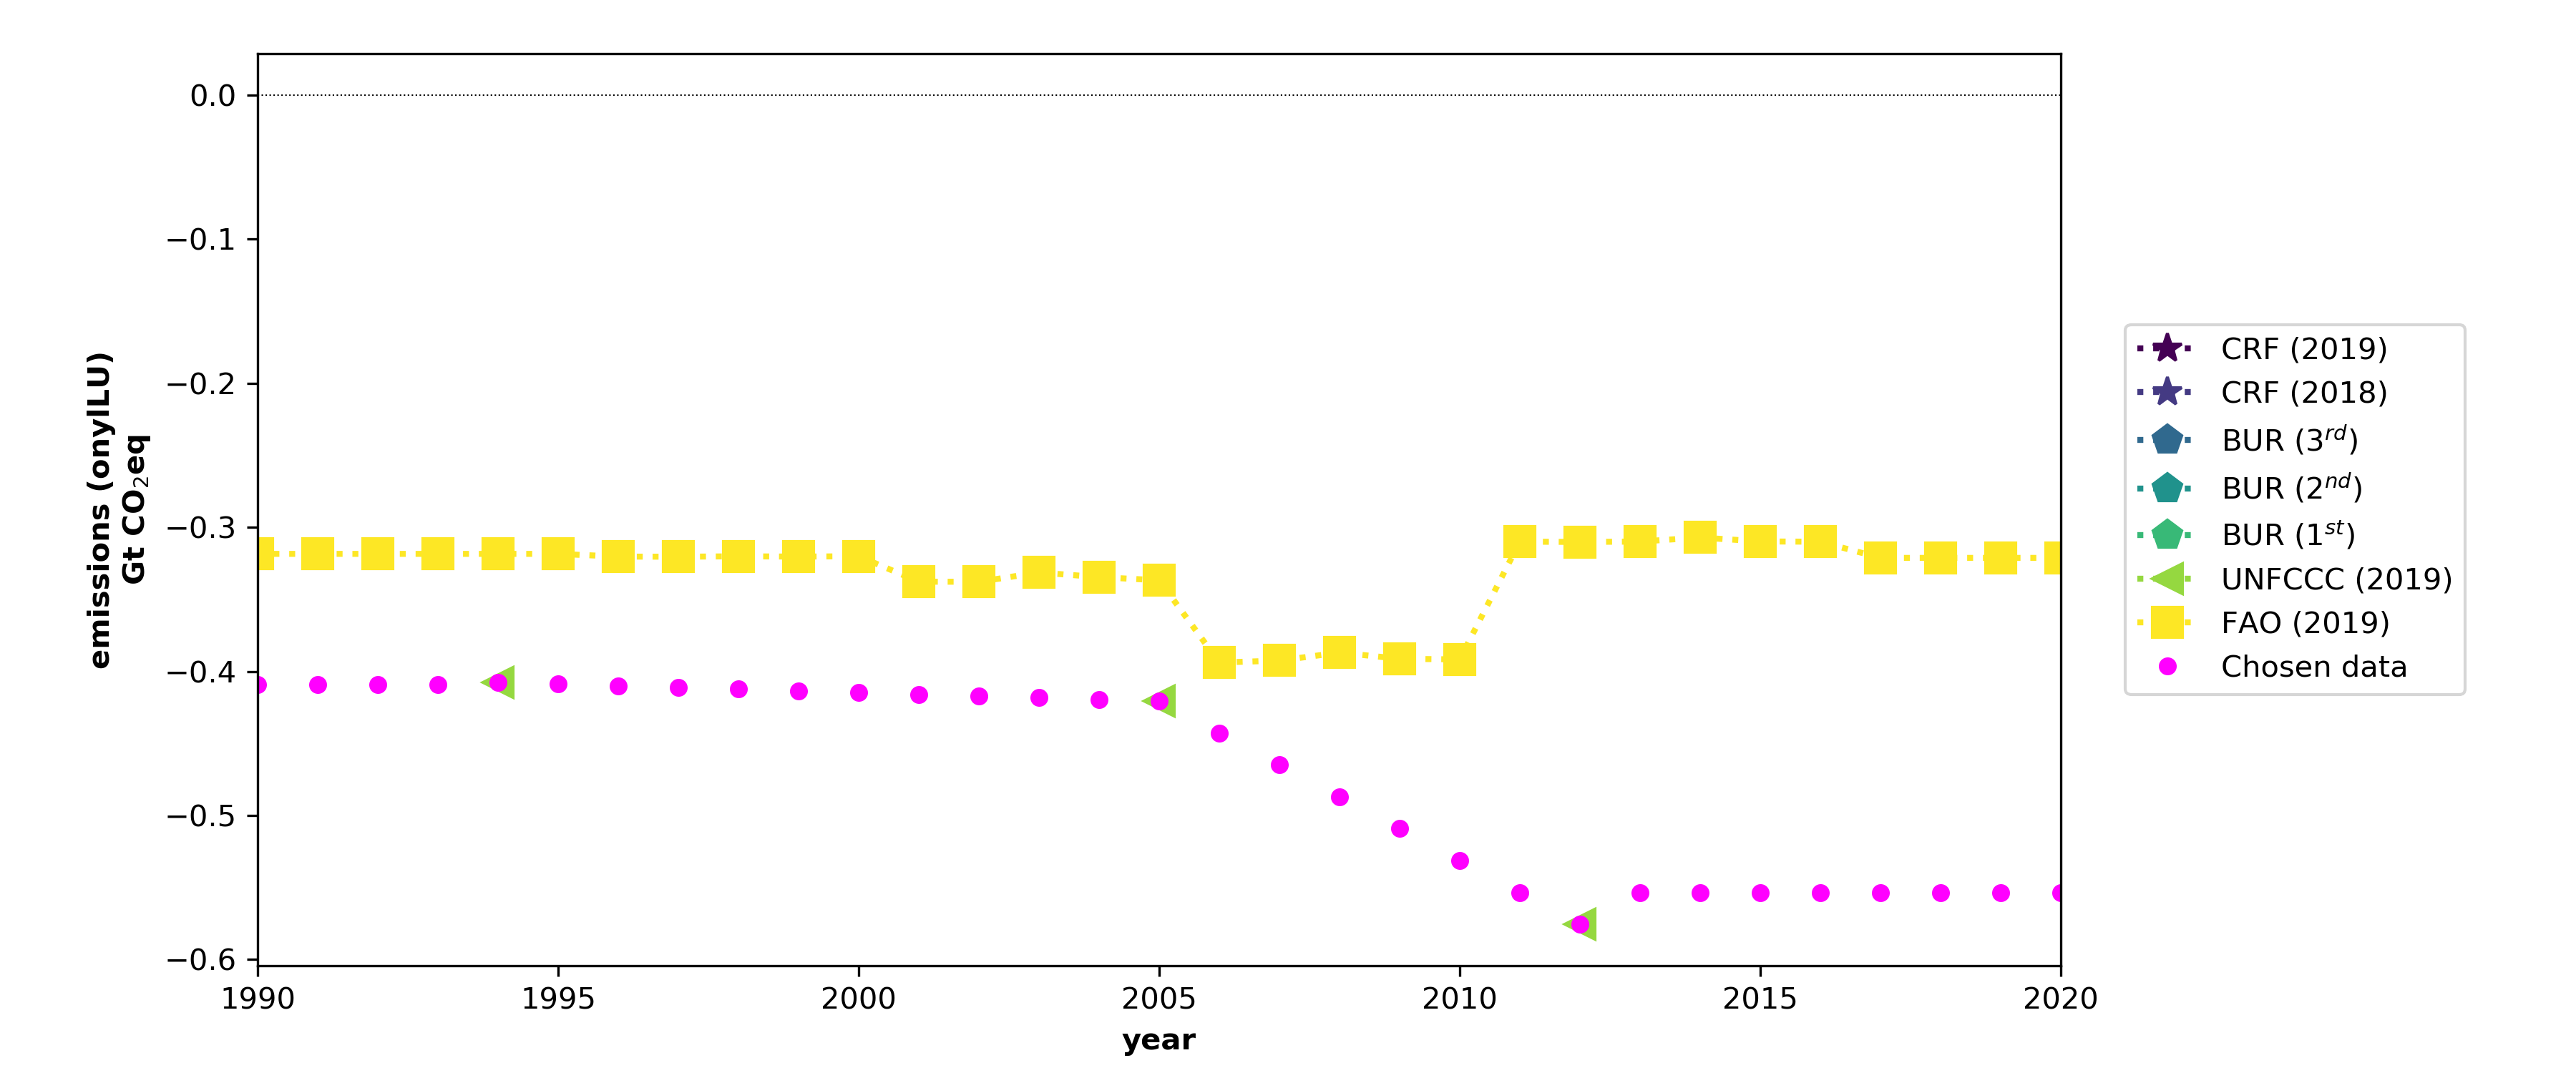 emissions (onylLU)
Gt CO₂eq
0.0
−0.1
−0.2
−0.3
−0.4
−0.5
−0.6
1990 1995 2000 2005 2010 2015 2020
year
CRF (2019)
CRF (2018)
BUR (3ʳᵈ)
BUR (2ⁿᵈ)
BUR (1ˢᵗ)
UNFCCC (2019)
FAO (2019)
Chosen data